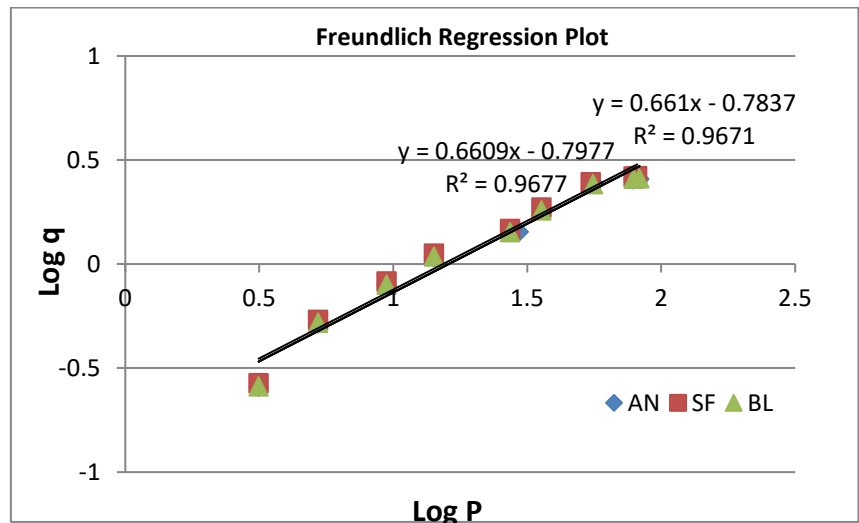 Freundlich Regression Plot
1
y = 0.661x - 0.7837
R² = 0.9671
y = 0.6609x - 0.7977
R² = 0.9677
0.5
Log q
0
0 0.5 1 1.5 2 2.5
-0.5
AN SF BL
-1
Log P